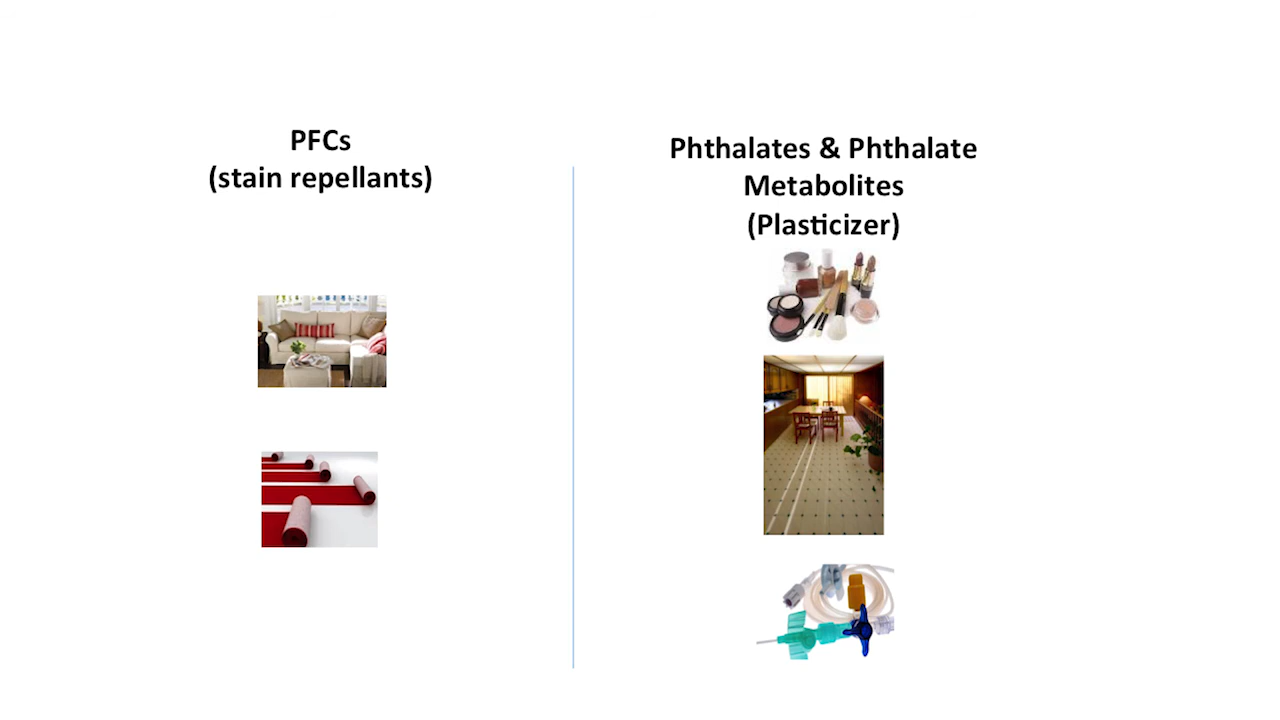 PFCs
(stain repellants)
Phthalates & Phthalate
Metabolites
(Plasticizer)